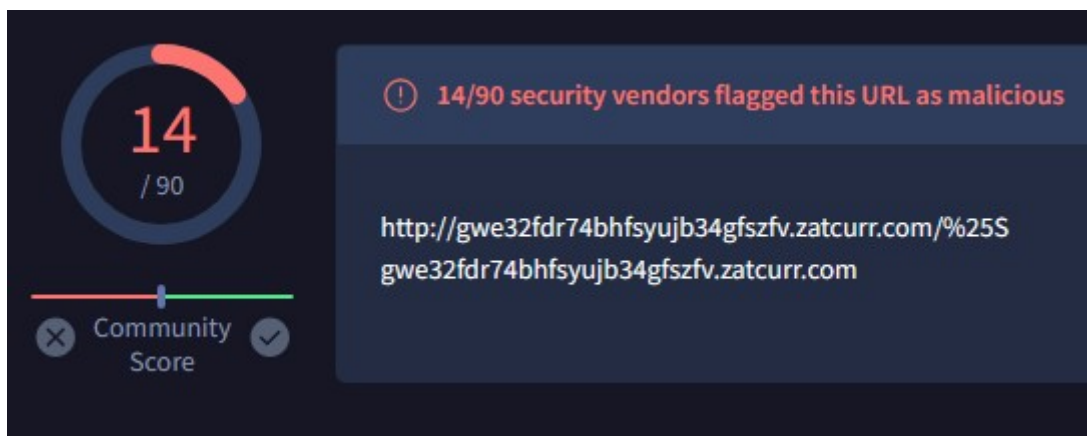 14
/ 90
Community
Score
14/90 security vendors flagged this URL as malicious
http://gwe32fdr74bhfsyujb34gfszfv.zatcurr.com/%25S
gwe32fdr74bhfsyujb34gfszfv.zatcurr.com